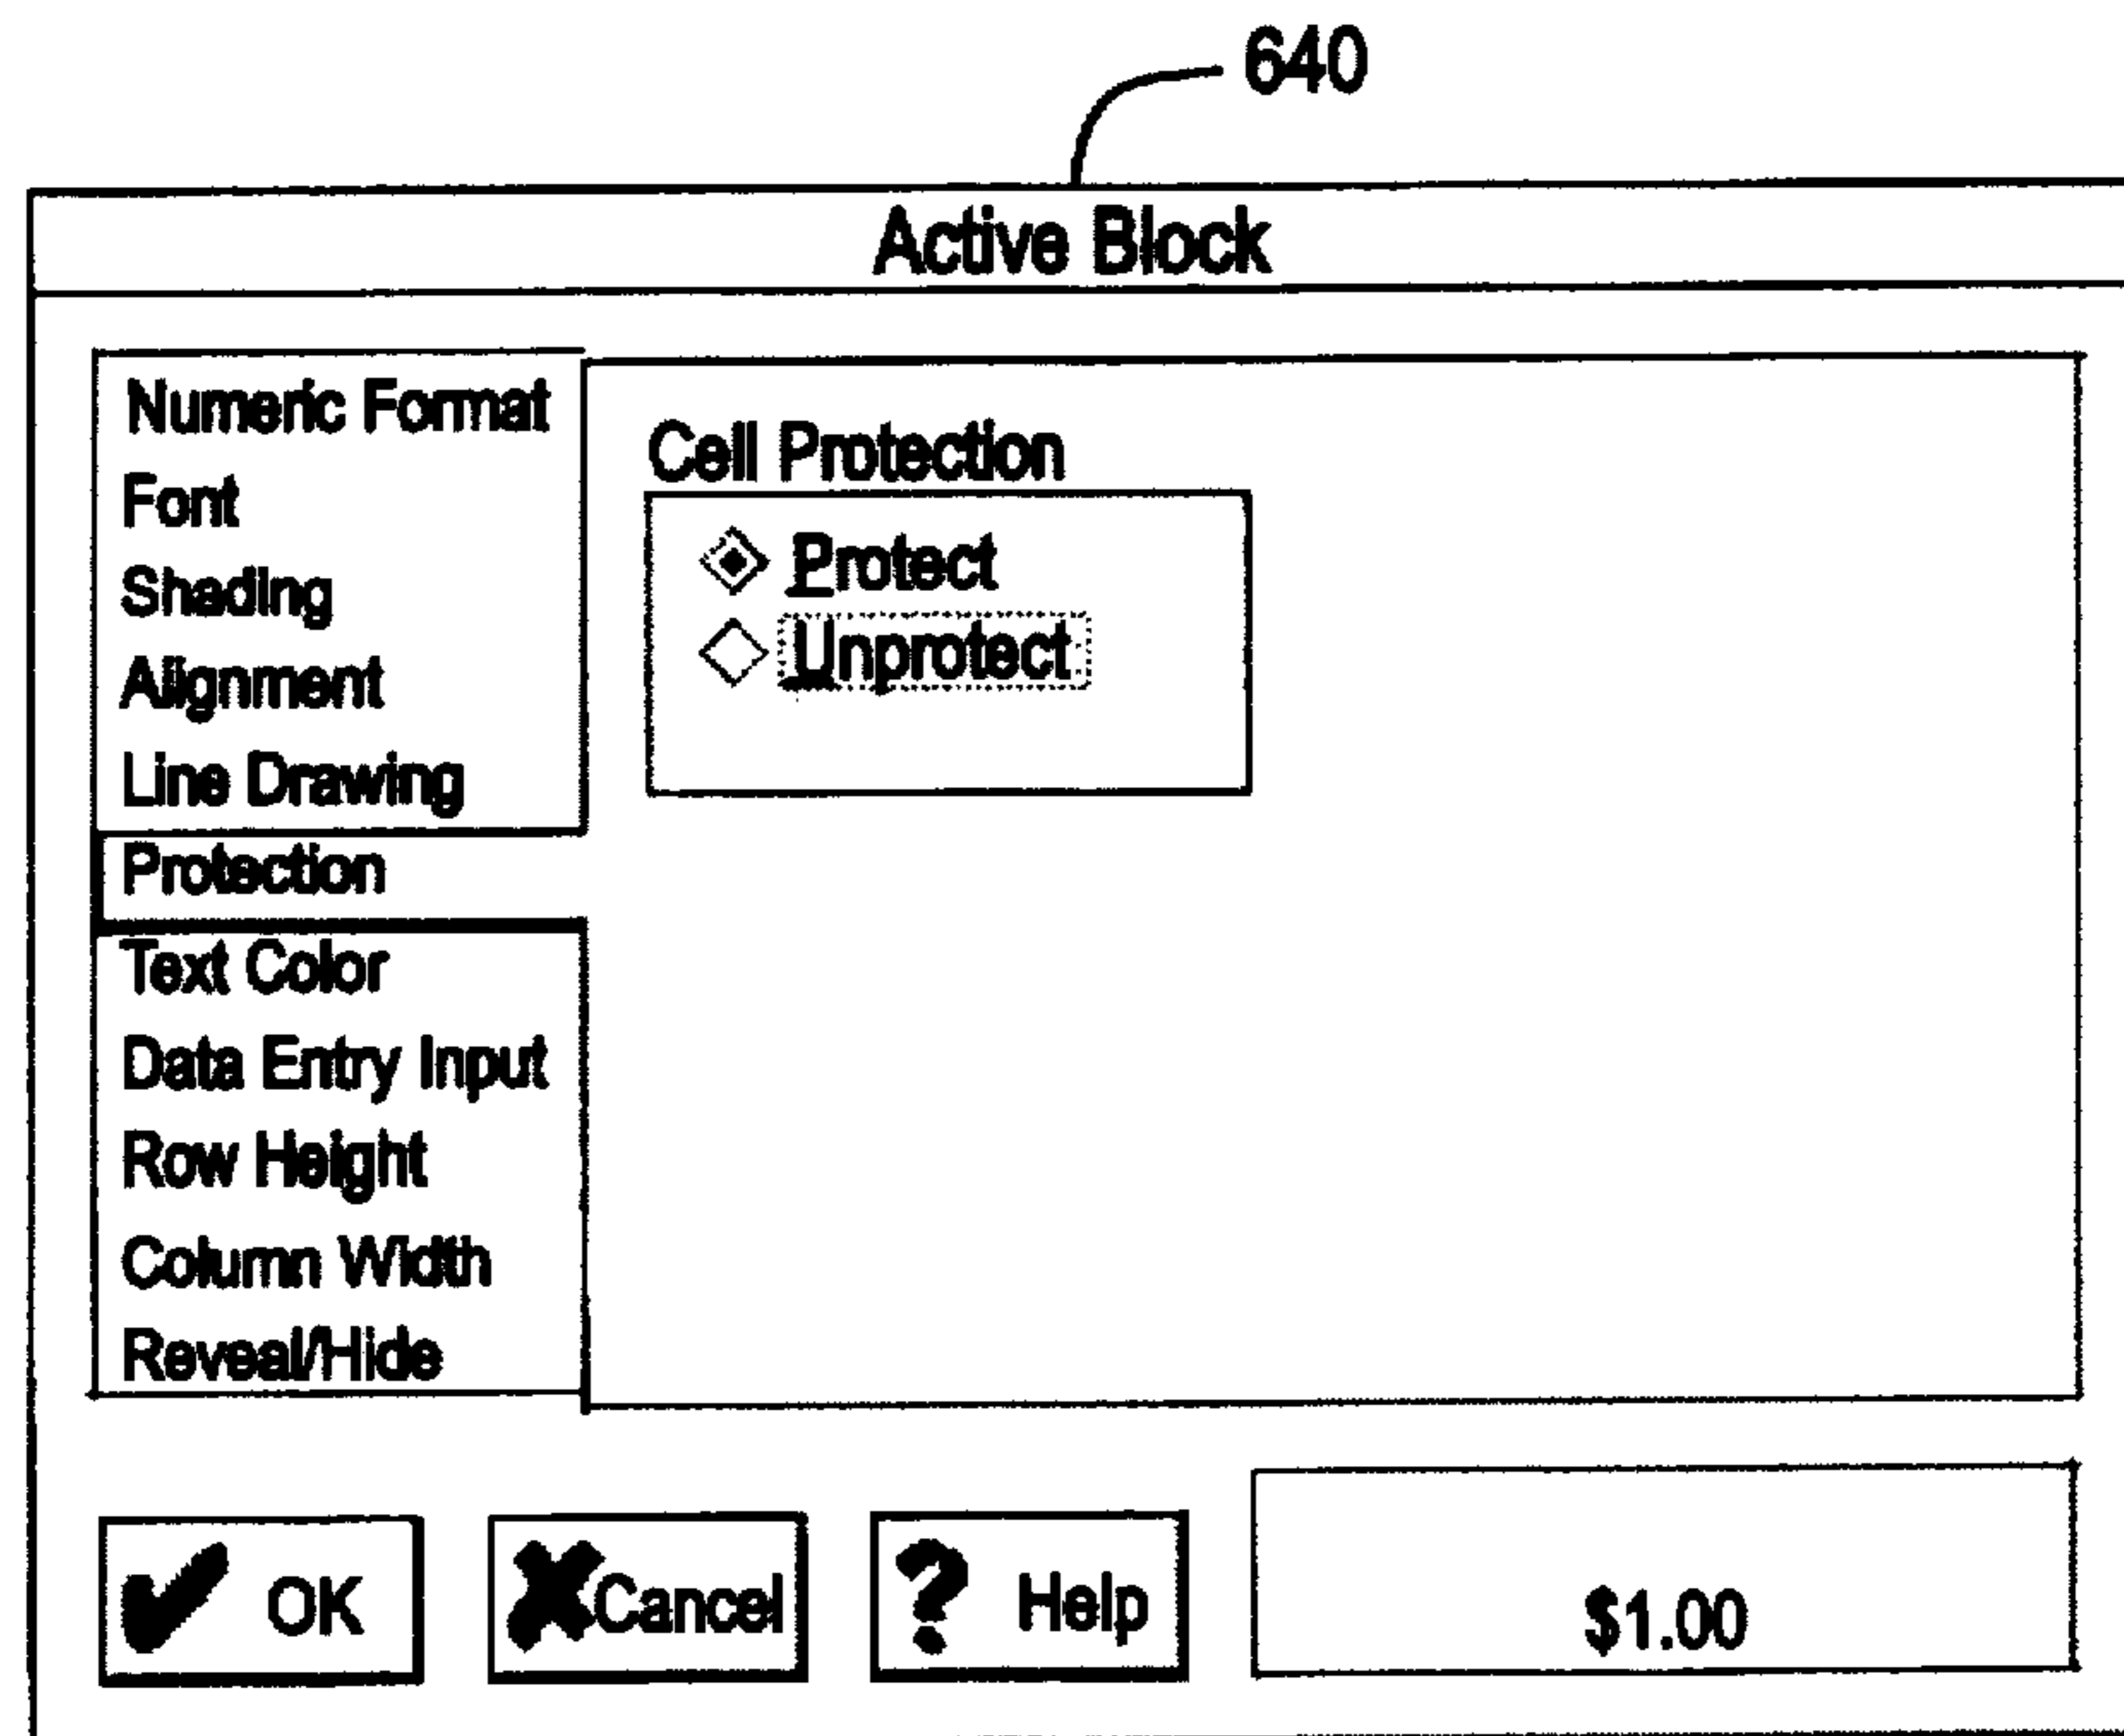 640
Active Block
Numeric Format
Font
Shading
Alignment
Line Drawing
Protection
Text Color
Data Entry Input
Row Height
Column Width
Reveal/Hide
Cell Protection
Protect
Unprotect
OK
Cancel
? Help
$1.00